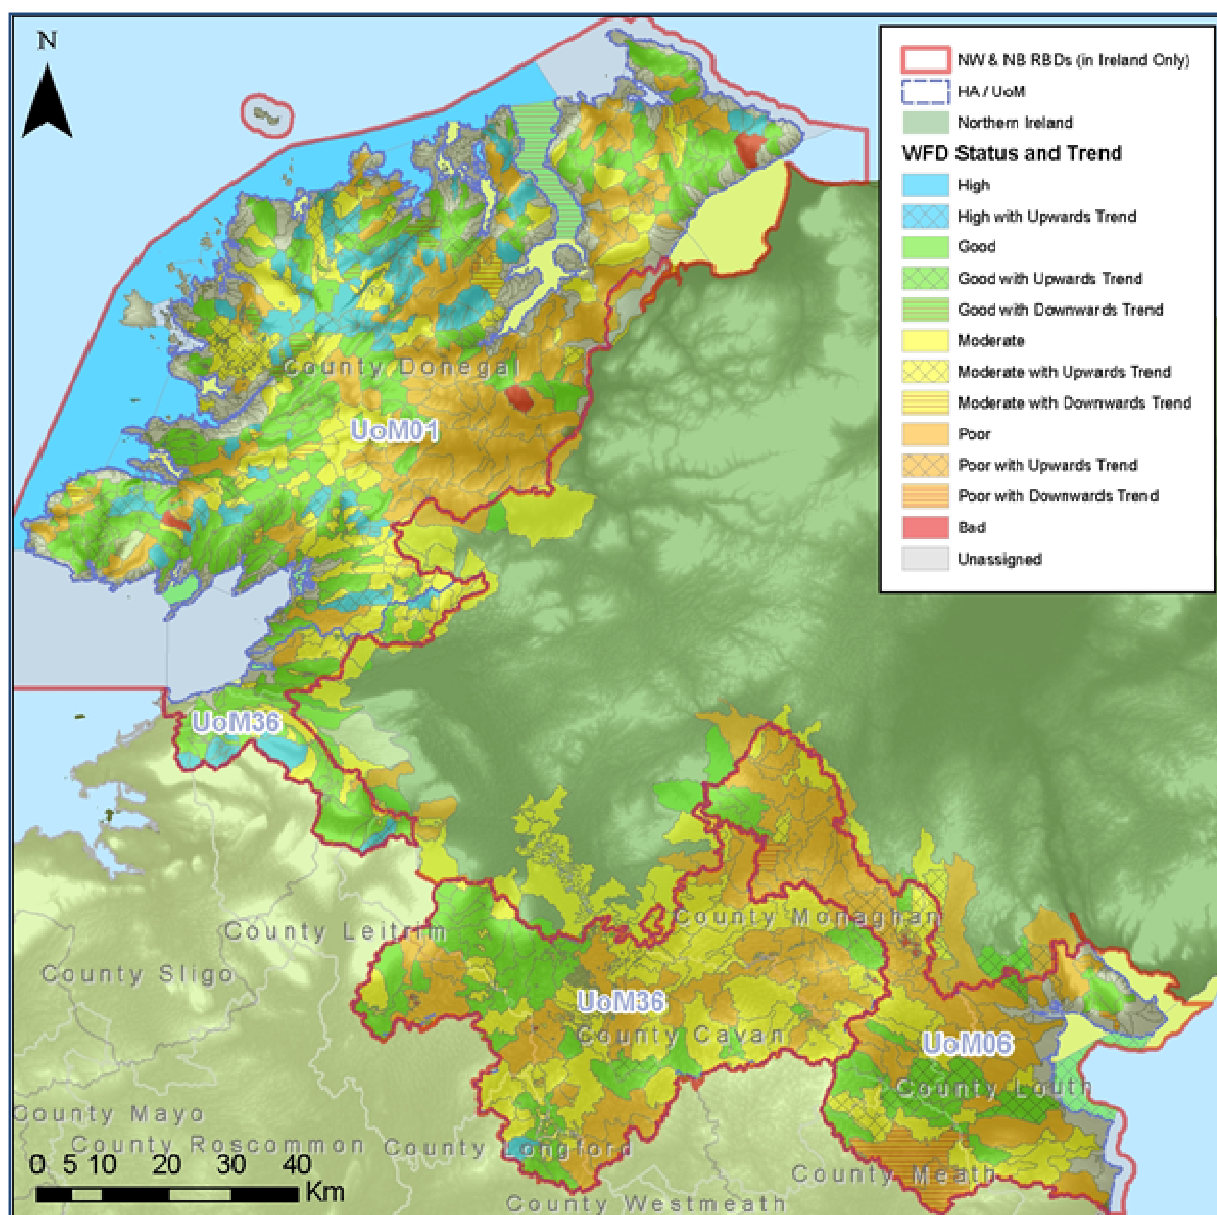 N
NW & NB RBDs (in Ireland Only)
HA / UoM
Northern Ireland
WFD Status and Trend
High
High with Upwards Trend
Good
Good with Upwards Trend
Good with Downwards Trend
Moderate
Moderate with Upwards Trend
Moderate with Downwards Trend
Poor
Poor with Upwards Trend
Poor with Downwards Trend
Bad
Unassigned
County Donegal
UoM01
UoM36
County Monaghan
County Leitrim
County Sligo
UoM36
County Cavan
UoM06
County Louth
County Mayo
County Roscommon
County Longford
County Meath
County Westmeath
0 5 10 20 30 40
Km